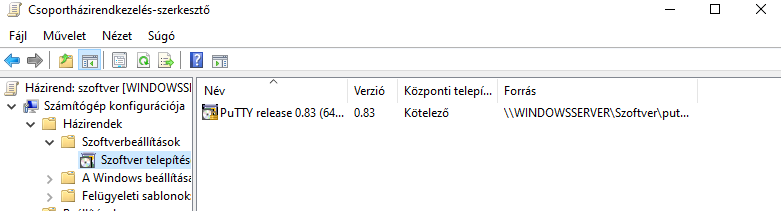 Csoportházirendkezelés-szerkesztő
Fájl Művelet Nézet Súgó
Házirend: szoftver [WINDOWSSI
Számítógép konfigurációja
Házirendek
Szoftverbeállítások
Szoftver telepítése
A Windows beállítása
Felügyeleti sablonok
Név Verzió Központi telepí... Forrás
PuTTY release 0.83 (64... 0.83 Kötelező \\WINDOWSSERVER\Szoftver\put...